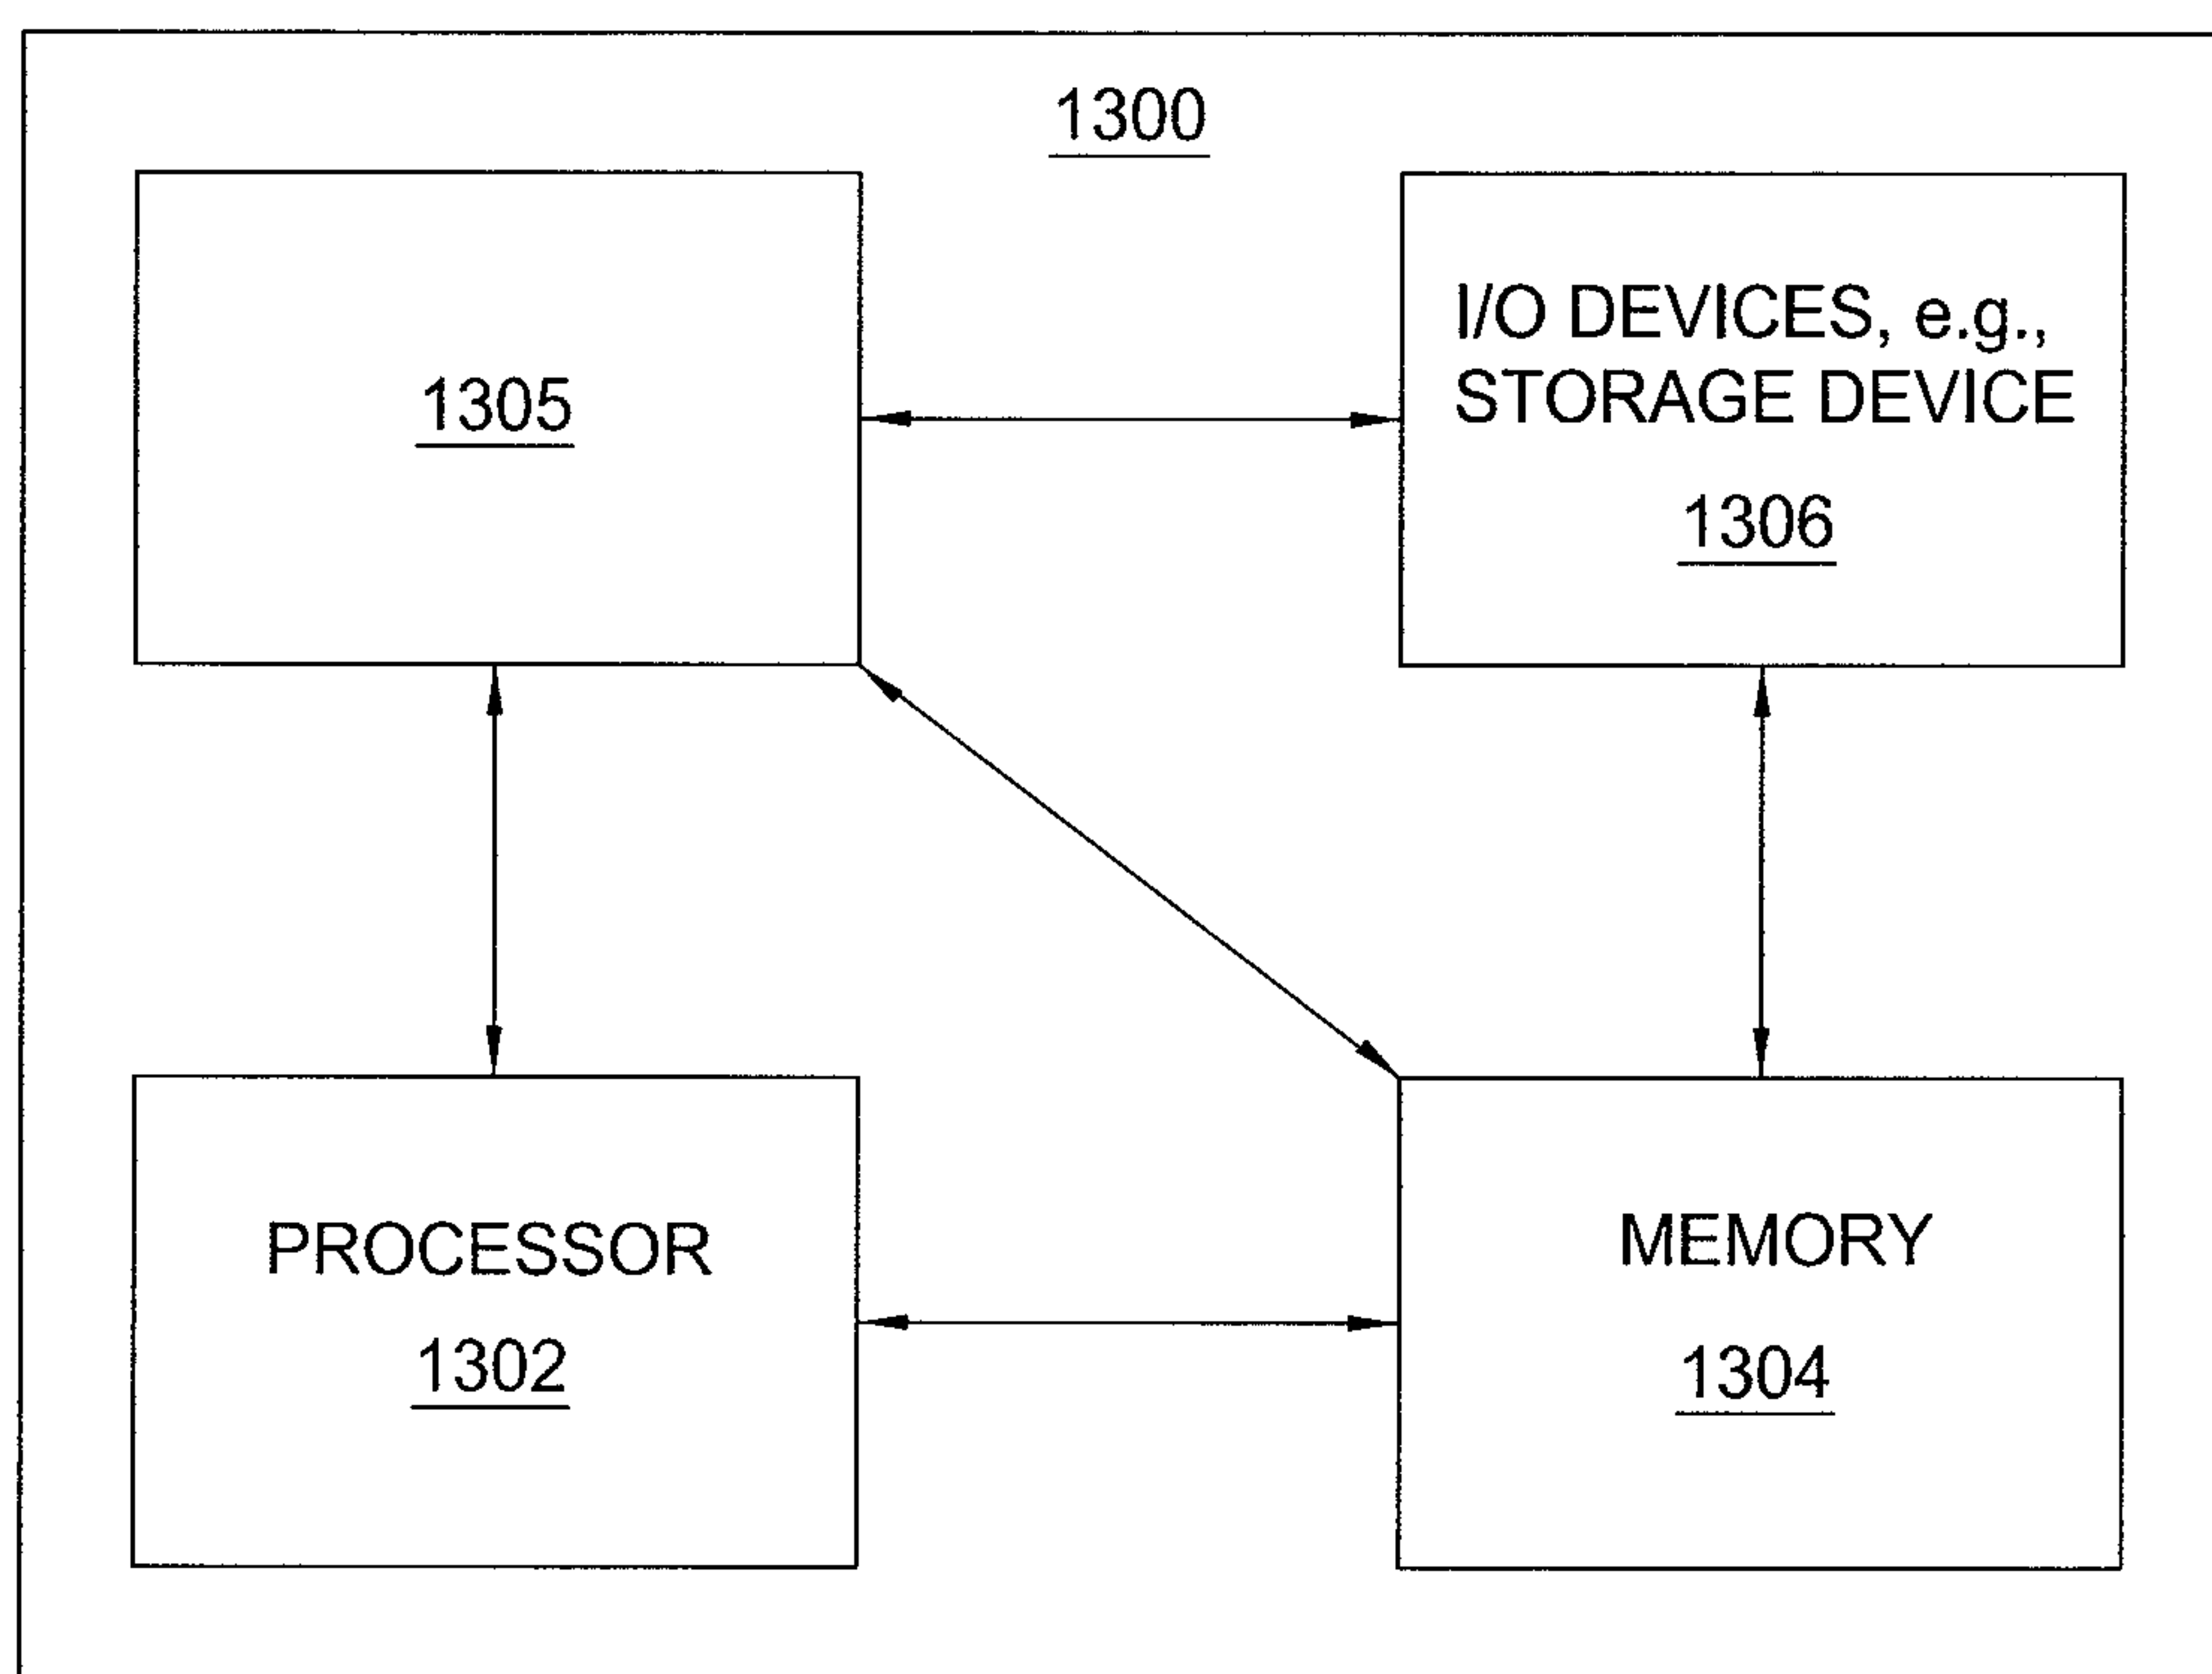 1300
1305
I/O DEVICES, e.g.,
STORAGE DEVICE
1306
PROCESSOR
1302
MEMORY
1304